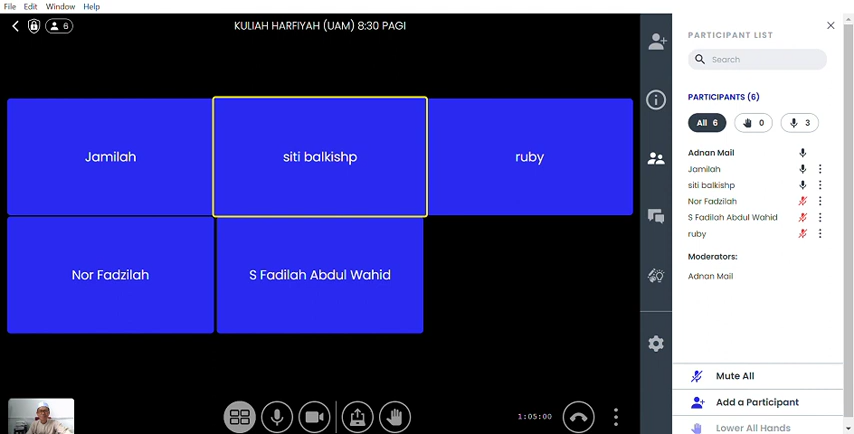 File Edit Window Help
6
KULIAH HARFIYAH (UAM) 8:30 PAGI
Jamilah
siti balkishp
ruby
Nor Fadzilah
S Fadilah Abdul Wahid
1:05:00
PARTICIPANT LIST
Search
PARTICIPANTS (6)
All 6
0
3
Adnan Mail
Jamilah
siti balkishp
Nor Fadzilah
S Fadilah Abdul Wahid
ruby
Moderators:
Adnan Mail
Mute All
Add a Participant
Lower All Hands